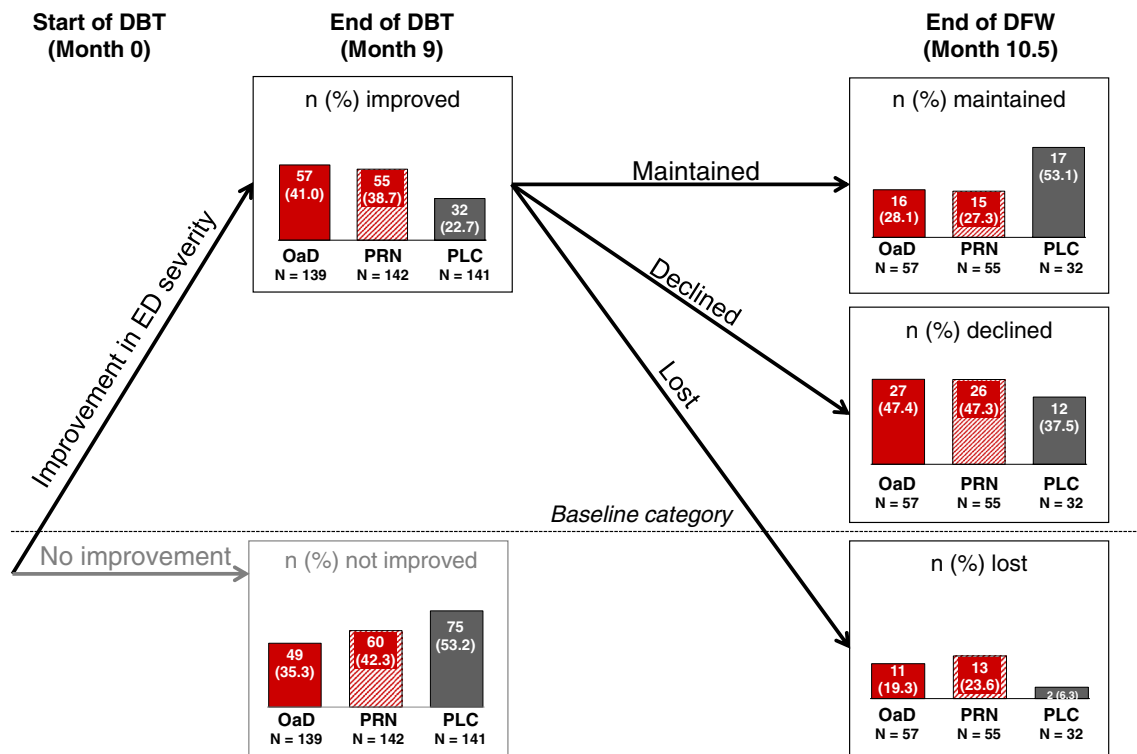 Start of DBT
(Month 0)
End of DBT
(Month 9)
End of DFW
(Month 10.5)
Improvement in ED severity
n (%) improved
57
(41.0)
55
(38.7)
32
(22.7)
OaD
PRN
PLC
N = 139
N = 142
N = 141
Maintained
Declined
Lost
n (%) maintained
16
(28.1)
15
(27.3)
17
(53.1)
OaD
PRN
PLC
N = 57
N = 55
N = 32
n (%) declined
27
(47.4)
26
(47.3)
12
(37.5)
OaD
PRN
PLC
N = 57
N = 55
N = 32
Baseline category
No improvement
n (%) not improved
49
(35.3)
60
(42.3)
75
(53.2)
OaD
PRN
PLC
N = 139
N = 142
N = 141
n (%) lost
11
(19.3)
13
(23.6)
2 (6.3)
OaD
PRN
PLC
N = 57
N = 55
N = 32